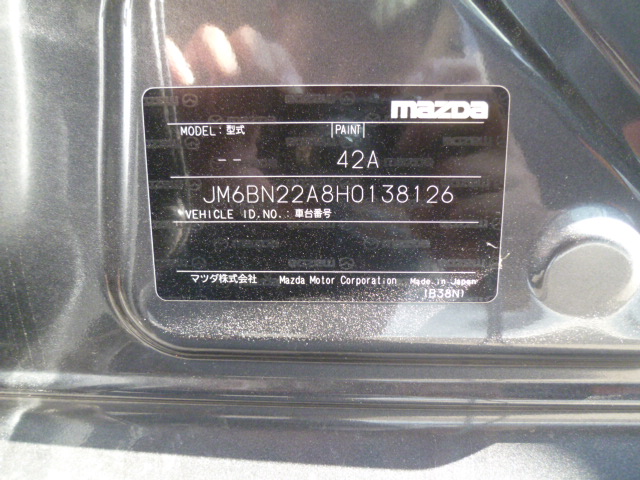 mazda
MODEL:型式 PAINT
-- 42A
JM6BN22A8H0138126
*VEHICLE ID.NO.:車台番号
マツダ株式会社 Mazda Motor Corporation Made in Japan
(B38N)